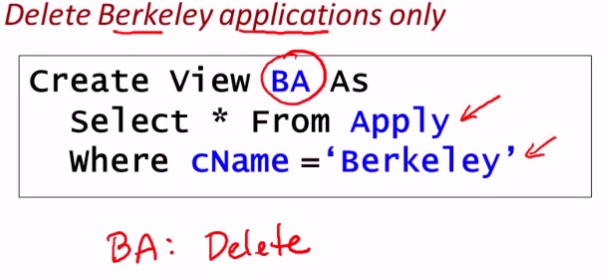 Delete Berkeley applications only
Create View BA As
Select * From Apply
Where cName =‘Berkeley’
BA: Delete